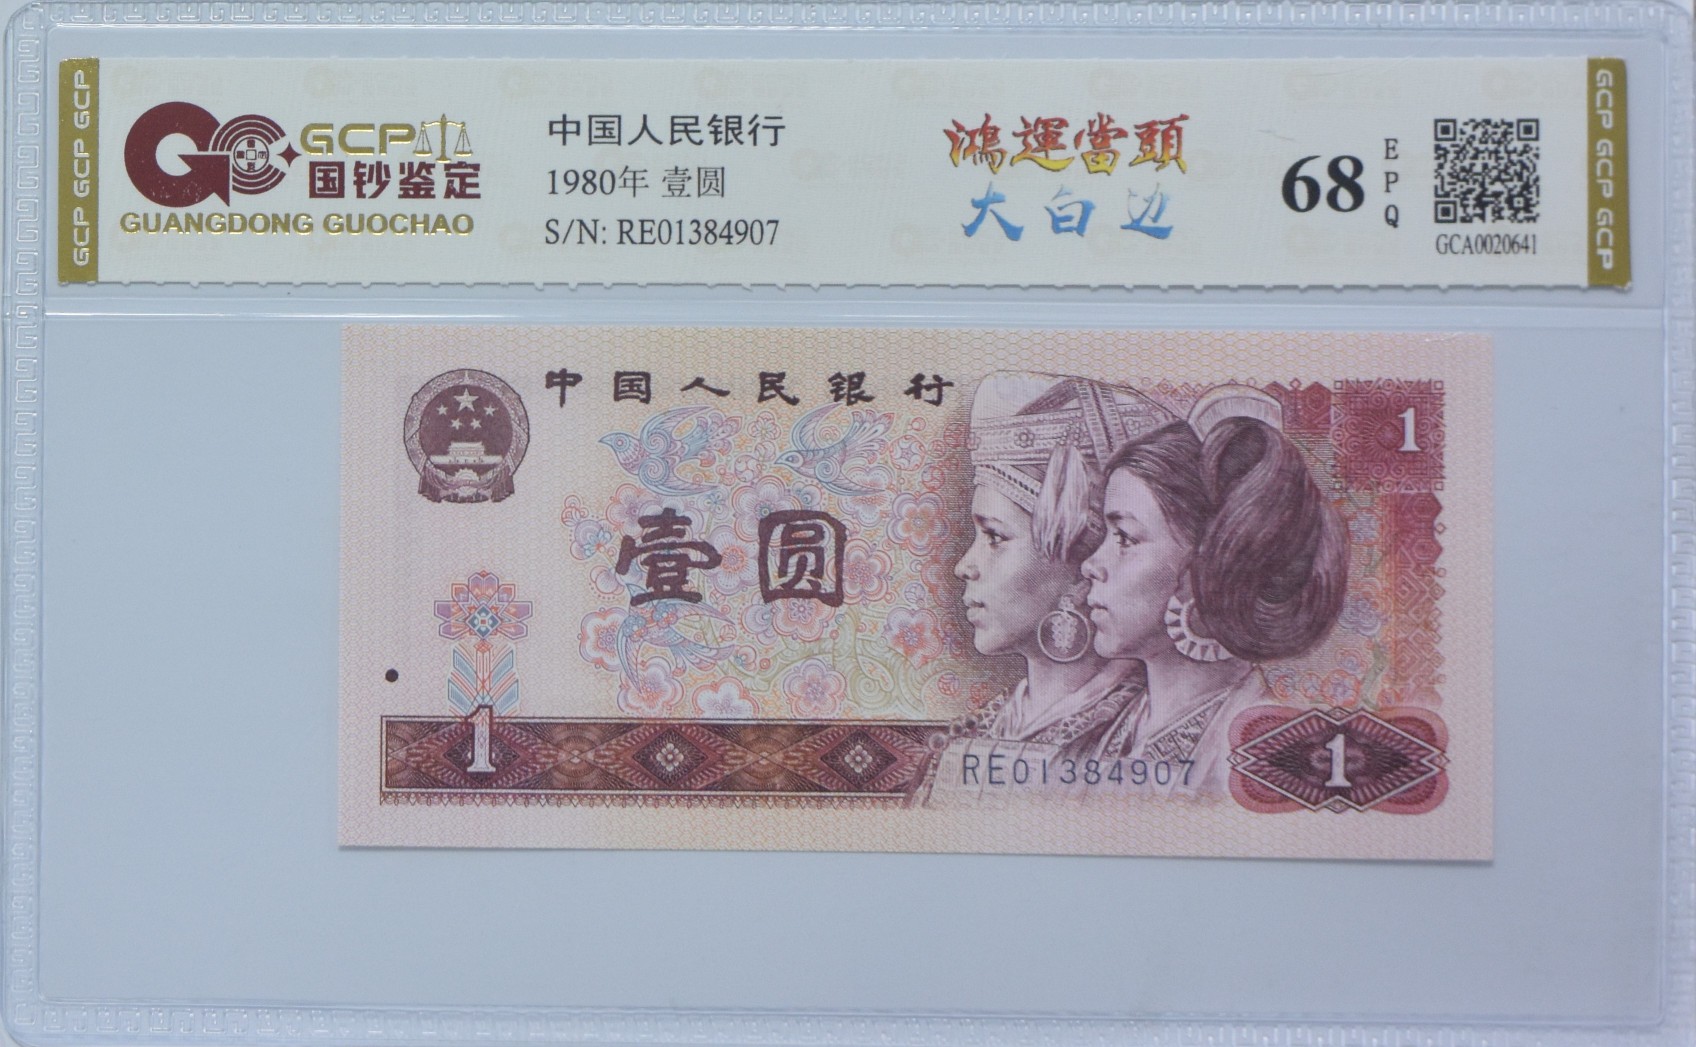 GCP GCP GCP
GCP
国钞鉴定
GUANGDONG GUOCHAO
中国人民银行
1980年 壹圆
S/N: RE01384907
鴻運當頭
大白边
68
EPQ
GCA0020641
GCP GCP GCP
中国人民银行
1
壹圆
1
RE01384907
1